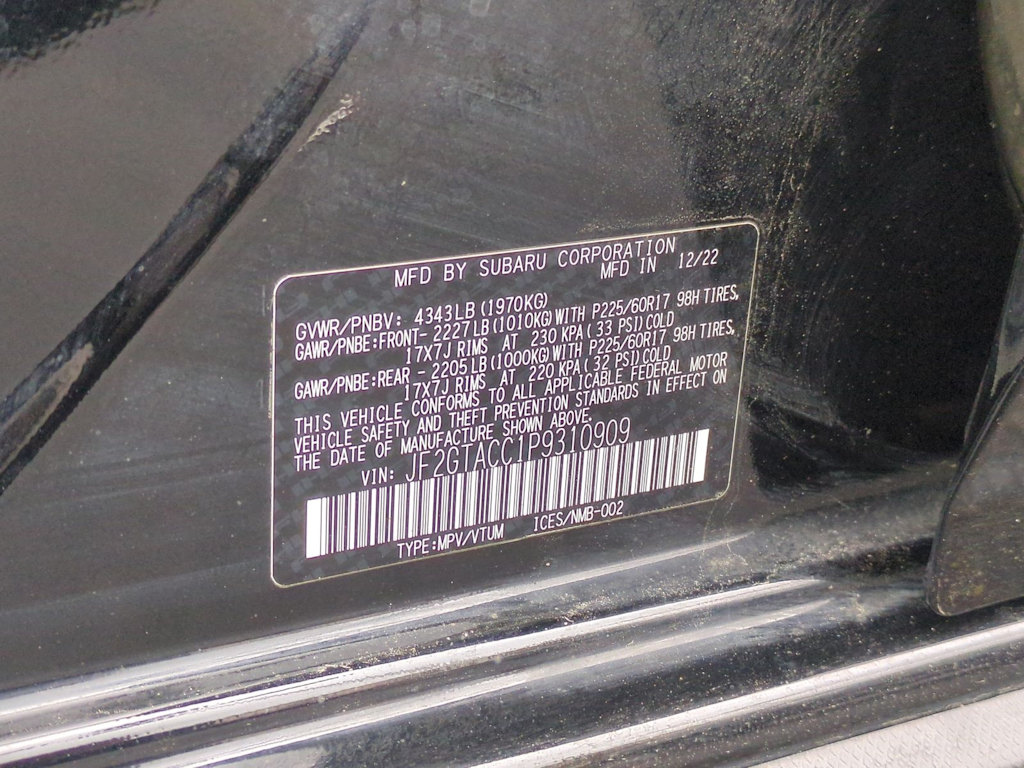 MFD BY SUBARU CORPORATION
MFD IN 12/22
GVWR/PNBV: 4343LB(1970KG)
GAWR/PNBE:FRONT- 2227LB(1010KG)WITH P225/60R17 98H TIRES,
17X7J RIMS AT 230 KPA(33 PSI)COLD
GAWR/PNBE:REAR - 2205LB(1000KG)WITH P225/60R17 98H TIRES,
17X7J RIMS AT 220 KPA(32 PSI)COLD
THIS VEHICLE CONFORMS TO ALL APPLICABLE FEDERAL MOTOR
VEHICLE SAFETY AND THEFT PREVENTION STANDARDS IN EFFECT ON
THE DATE OF MANUFACTURE SHOWN ABOVE.
VIN: JF2GTACC1P9310909
TYPE:MPV/VTUM ICES/NMB-002